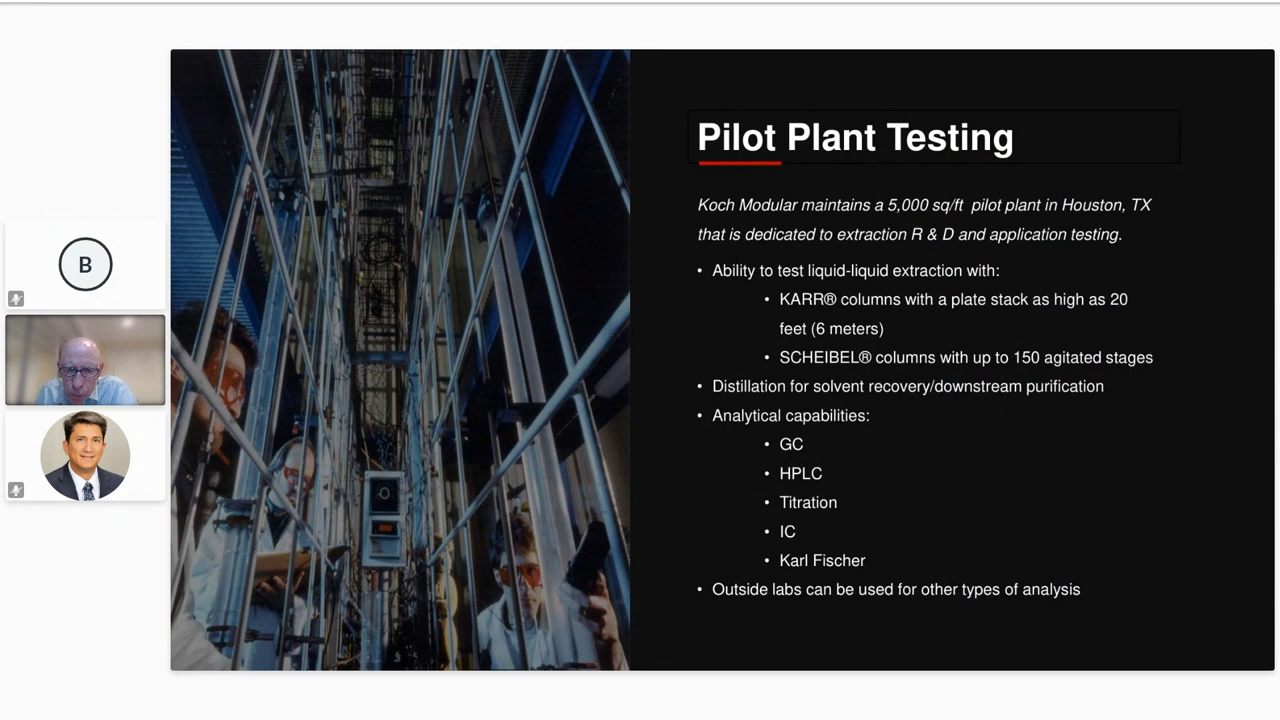 B
Pilot Plant Testing
Koch Modular maintains a 5,000 sq/ft pilot plant in Houston, TX
that is dedicated to extraction R & D and application testing.
• Ability to test liquid-liquid extraction with:
• KARR® columns with a plate stack as high as 20
feet (6 meters)
• SCHEIBEL® columns with up to 150 agitated stages
• Distillation for solvent recovery/downstream purification
• Analytical capabilities:
• GC
• HPLC
• Titration
• IC
• Karl Fischer
• Outside labs can be used for other types of analysis